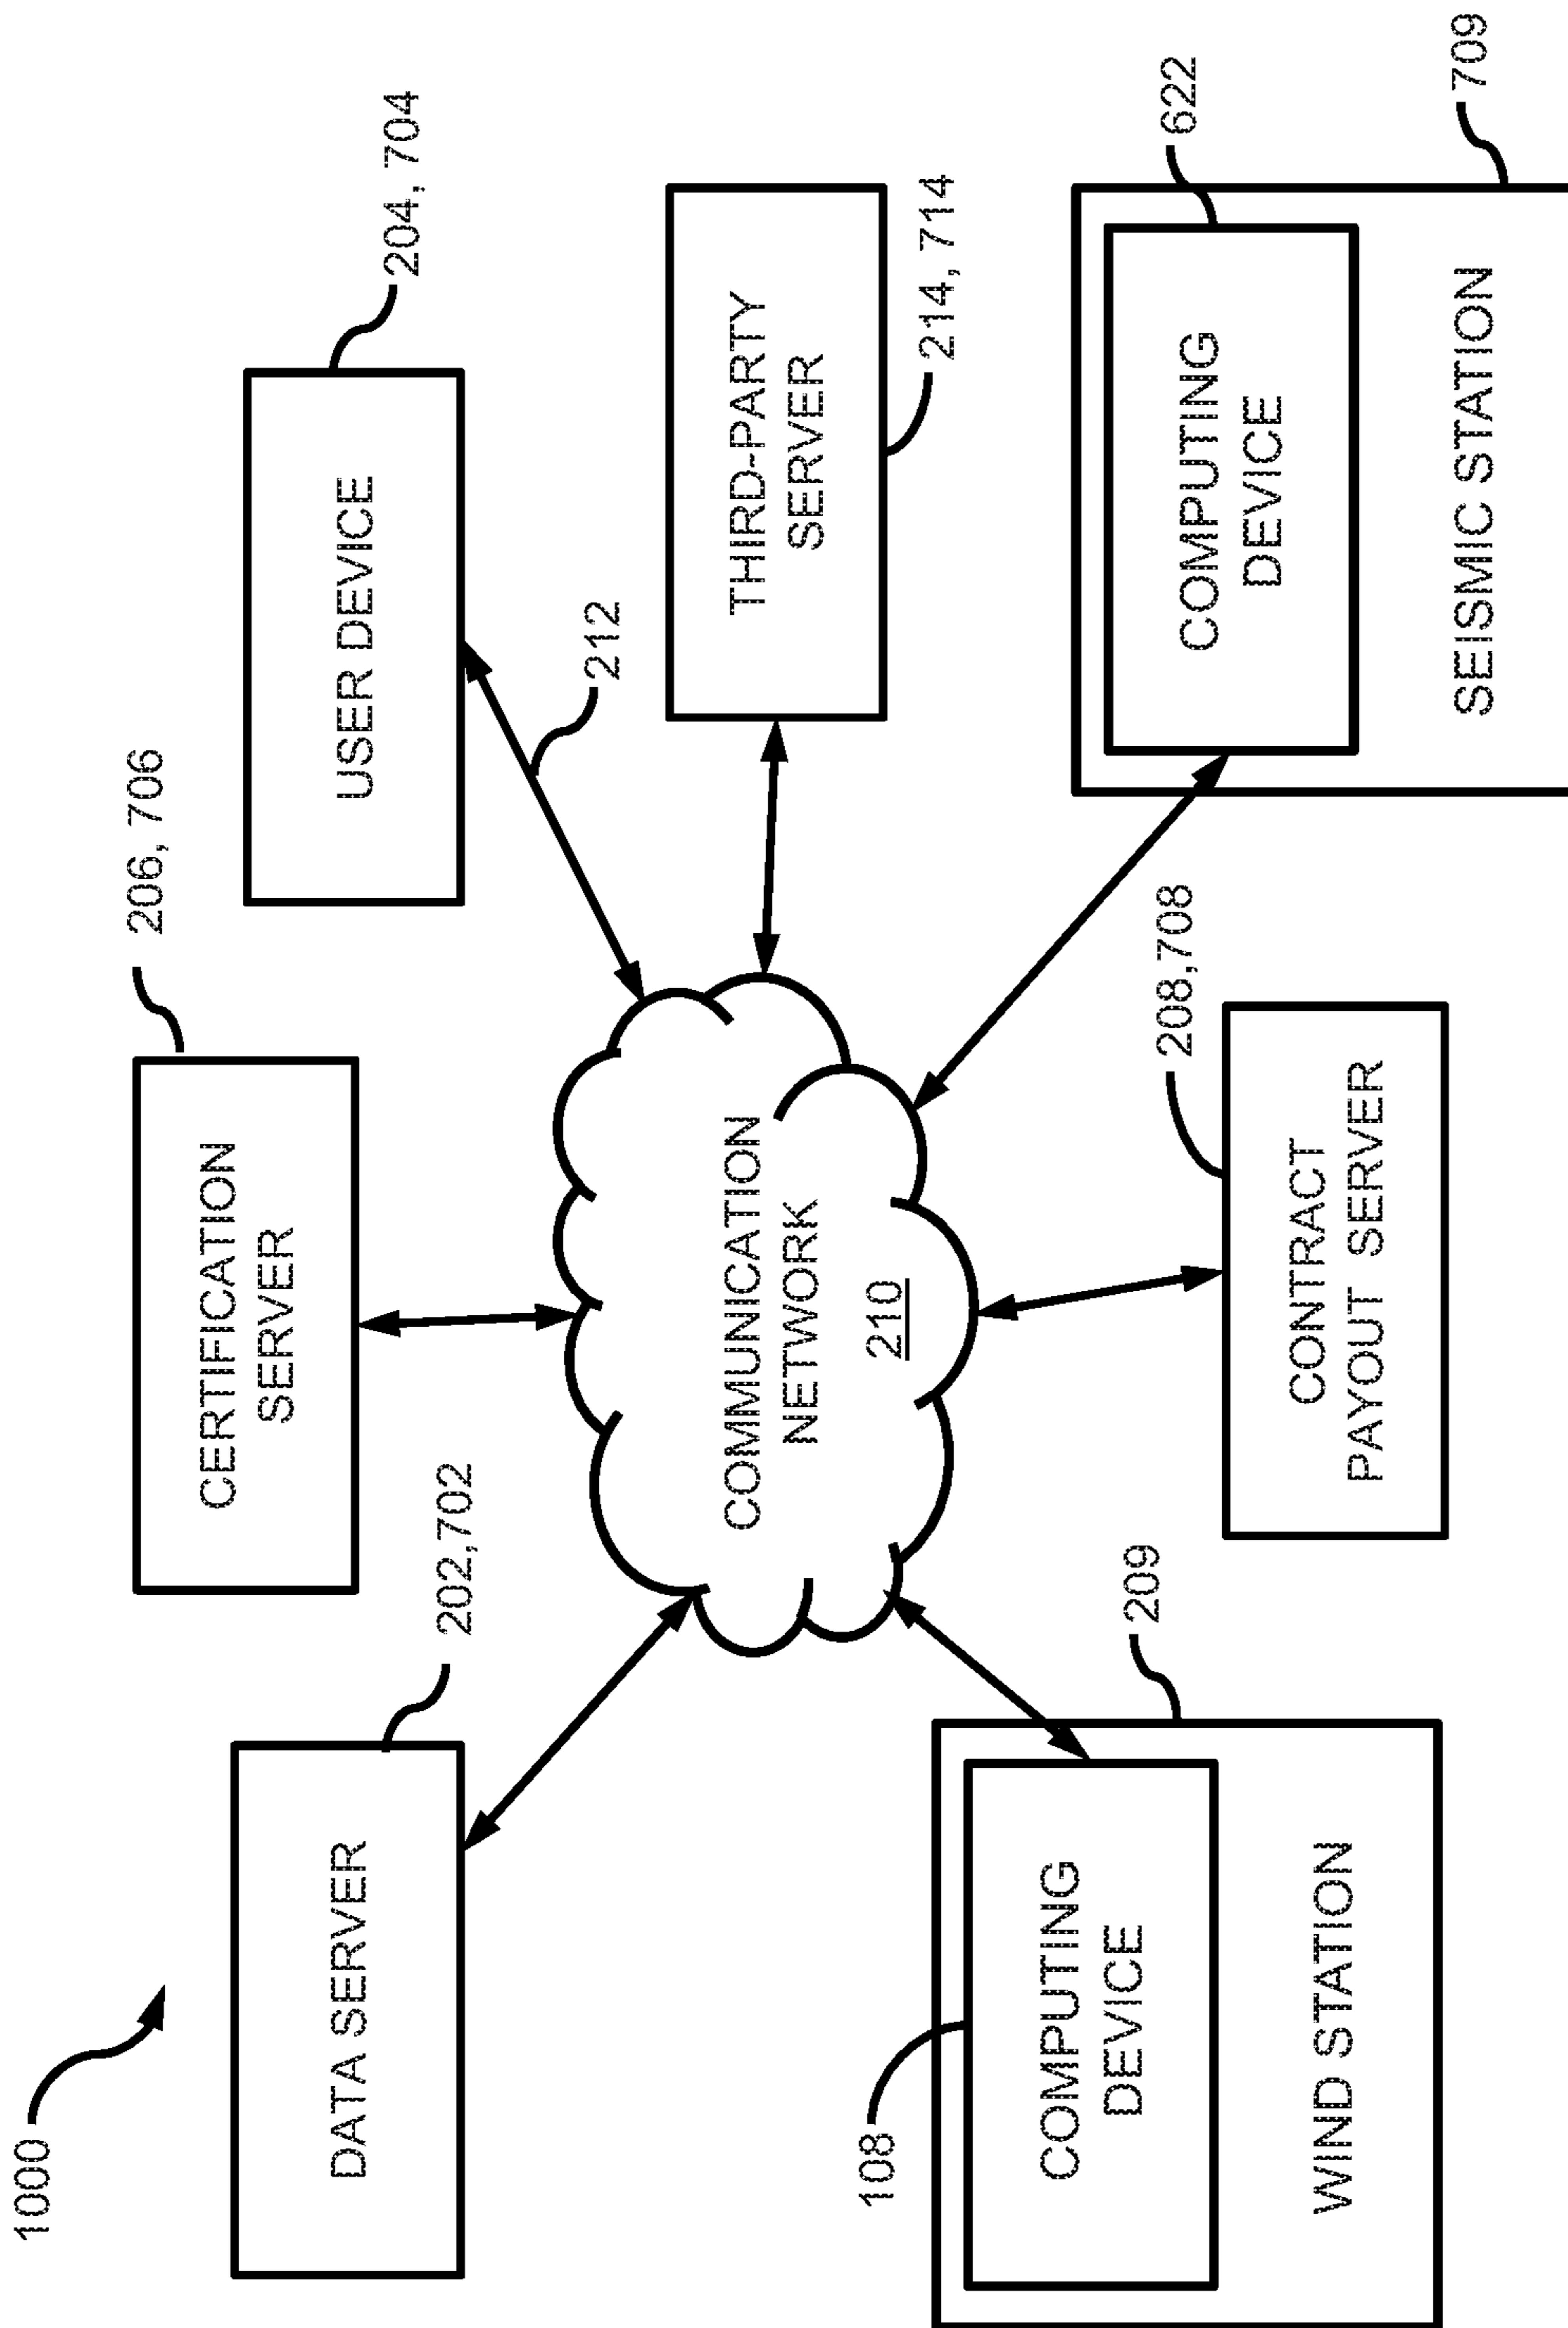 1000
DATA SERVER
202,702
CERTIFICATION
SERVER
206, 706
USER DEVICE
204, 704
212
COMMUNICATION
NETWORK
210
THIRD-PARTY
SERVER
214, 714
108
COMPUTING
DEVICE
WIND STATION
209
CONTRACT
PAYOUT SERVER
208,708
COMPUTING
DEVICE
622
SEISMIC STATION
709